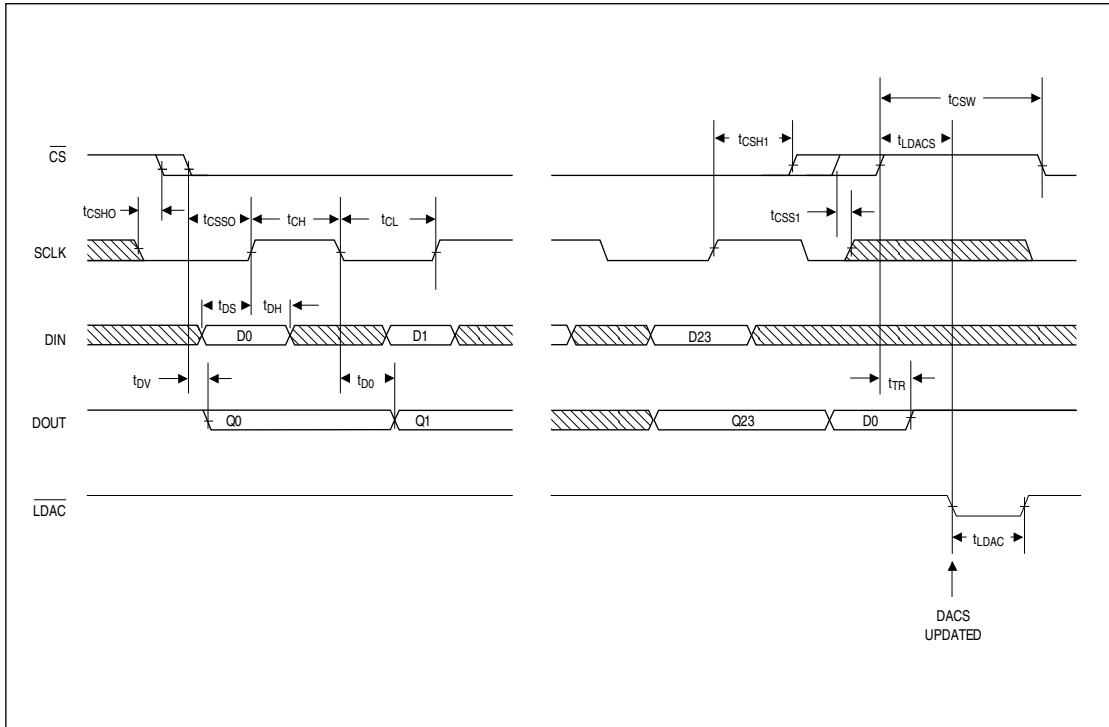 tCSW
tCSH1
tLDACS
CS
tCSS1
tCSHO
tCSSO
tCH
tCL
SCLK
tDS
tDH
DIN
D0
D1
D23
tDV
tD0
tTR
DOUT
Q0
Q1
Q23
D0
LDAC
tLDAC
DACS
UPDATED